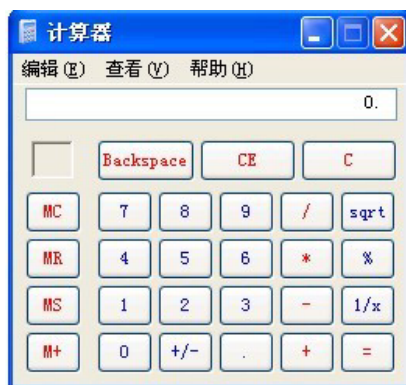 计算器
编辑(E) 查看(V) 帮助(H)
0.
Backspace CE C
MC 7 8 9 / sqrt
MR 4 5 6 * %
MS 1 2 3 - 1/x
M+ 0 +/- . + =